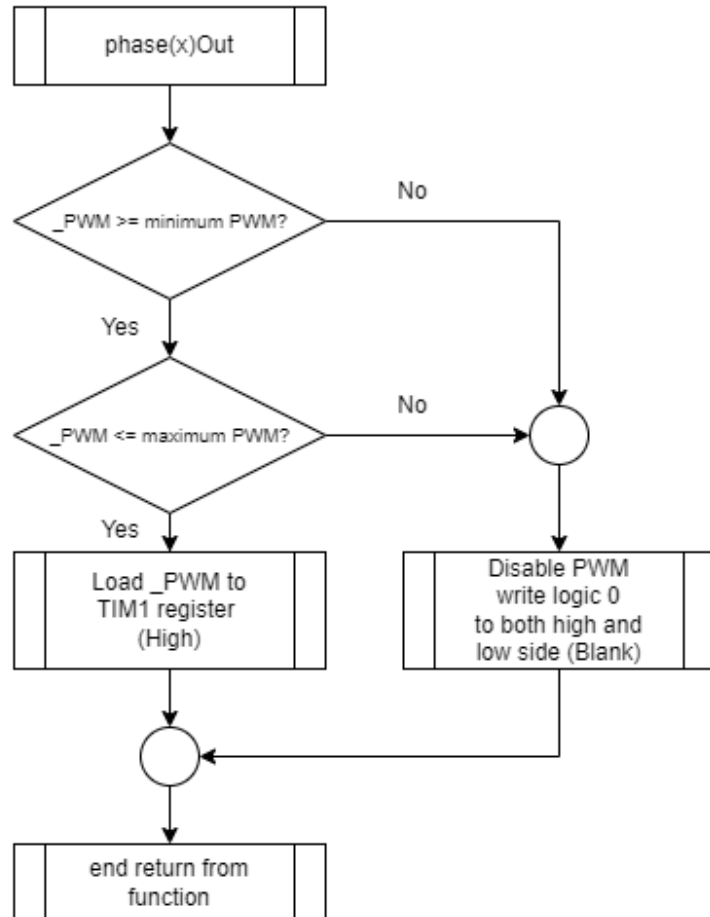 phase(x)Out
No
_PWM >= minimum PWM?
Yes
No
_PWM <= maximum PWM?
Yes
Load _PWM to
TIM1 register
(High)
Disable PWM
write logic 0
to both high and
low side (Blank)
end return from
function